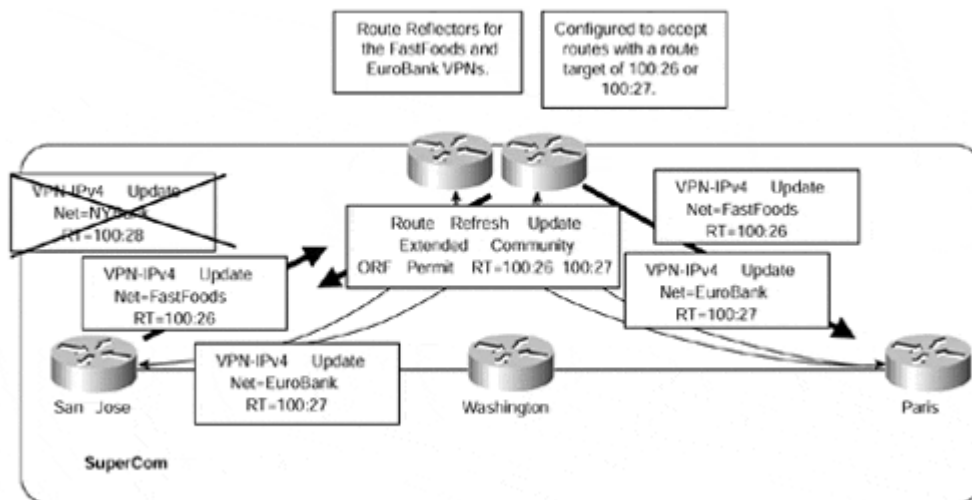 Route Reflectors for
the FastFoods and
EuroBank VPNs.
Configured to accept
routes with a route
target of 100:26 or
100:27.
VPN-IPv4 Update
Net=NYBank
RT=100:28
VPN-IPv4 Update
Net=FastFoods
RT=100:26
Route Refresh Update
Extended Community
ORF Permit RT=100:26 100:27
VPN-IPv4 Update
Net=FastFoods
RT=100:26
VPN-IPv4 Update
Net=EuroBank
RT=100:27
VPN-IPv4 Update
Net=EuroBank
RT=100:27
San Jose
Washington
Paris
SuperCom